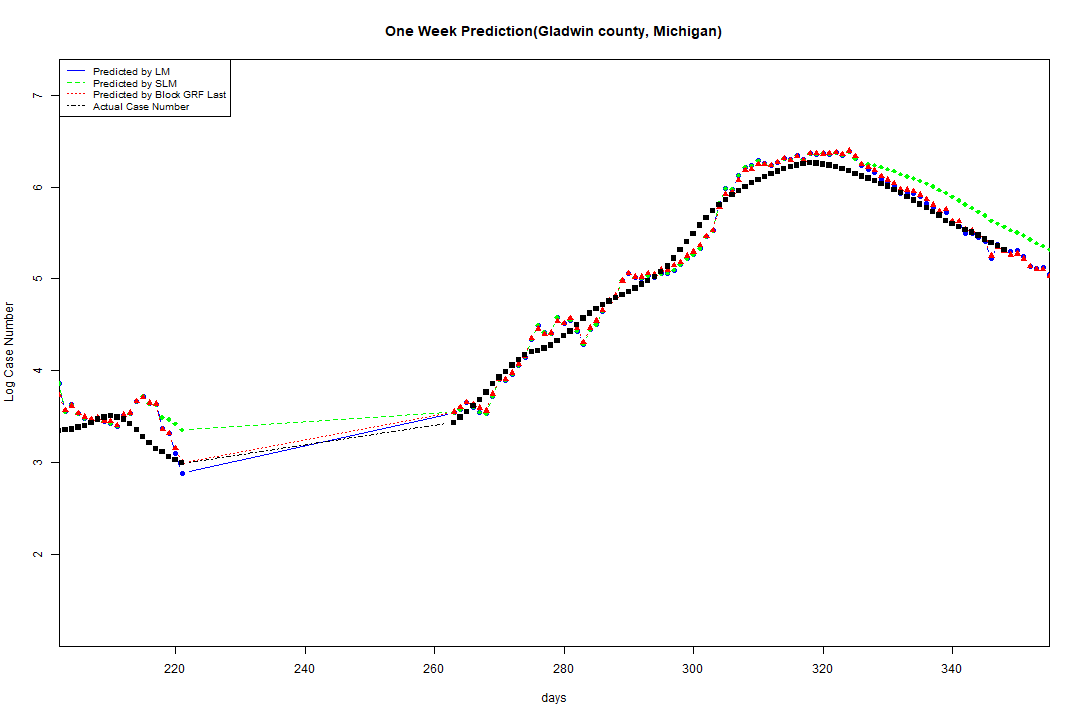 One Week Prediction(Gladwin county, Michigan)
Predicted by LM
Predicted by SLM
Predicted by Block GRF Last
Actual Case Number
7
6
5
4
3
2
Log Case Number
220 240 260 280 300 320 340
days